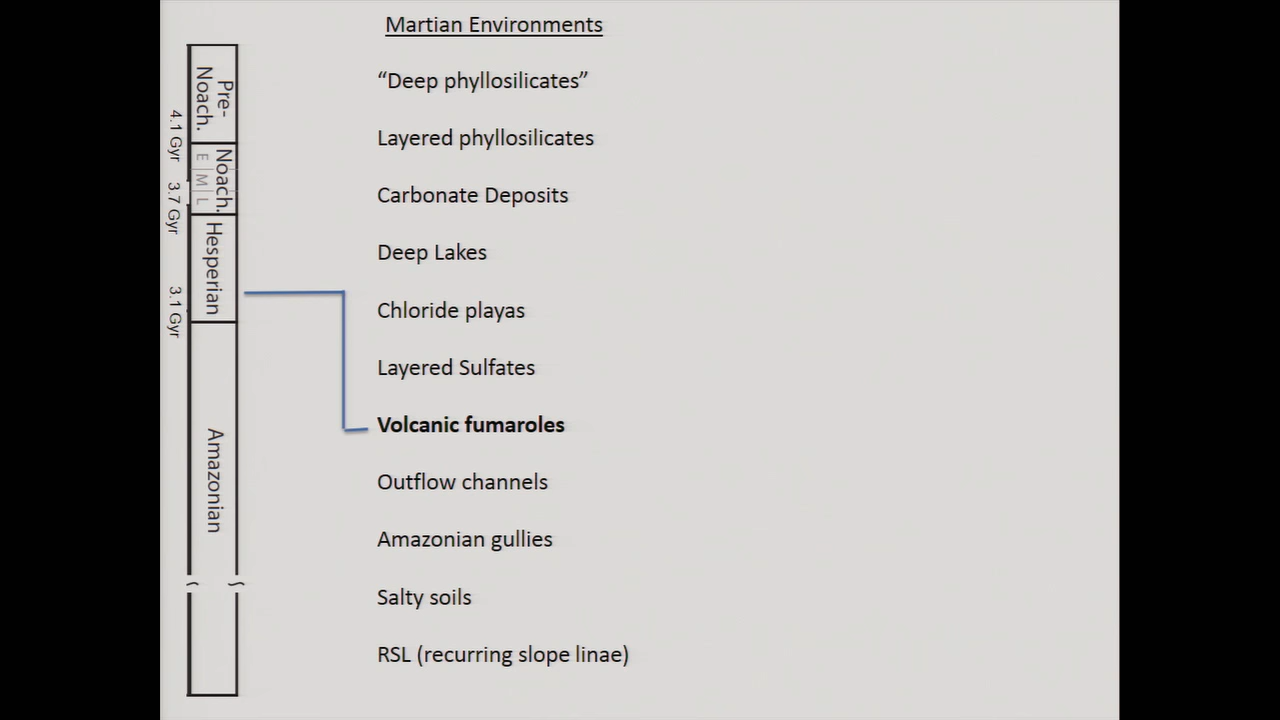 Martian Environments
Pre-
Noach.
4.1 Gyr
Noach.
E | M | L
3.7 Gyr
Hesperian
3.1 Gyr
Amazonian
“Deep phyllosilicates”
Layered phyllosilicates
Carbonate Deposits
Deep Lakes
Chloride playas
Layered Sulfates
Volcanic fumaroles
Outflow channels
Amazonian gullies
Salty soils
RSL (recurring slope linae)